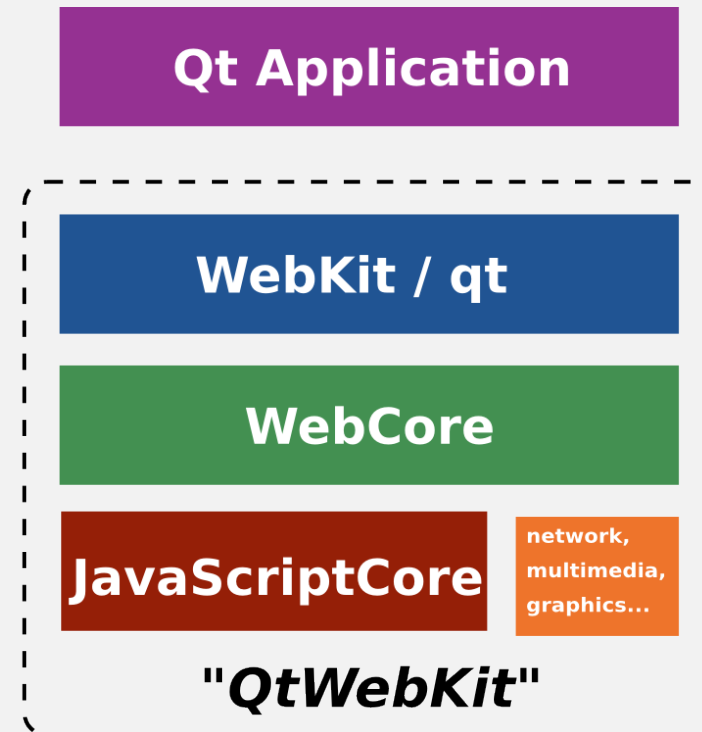 Qt Application
WebKit / qt
WebCore
JavaScriptCore
network,
multimedia,
graphics...
"QtWebKit"